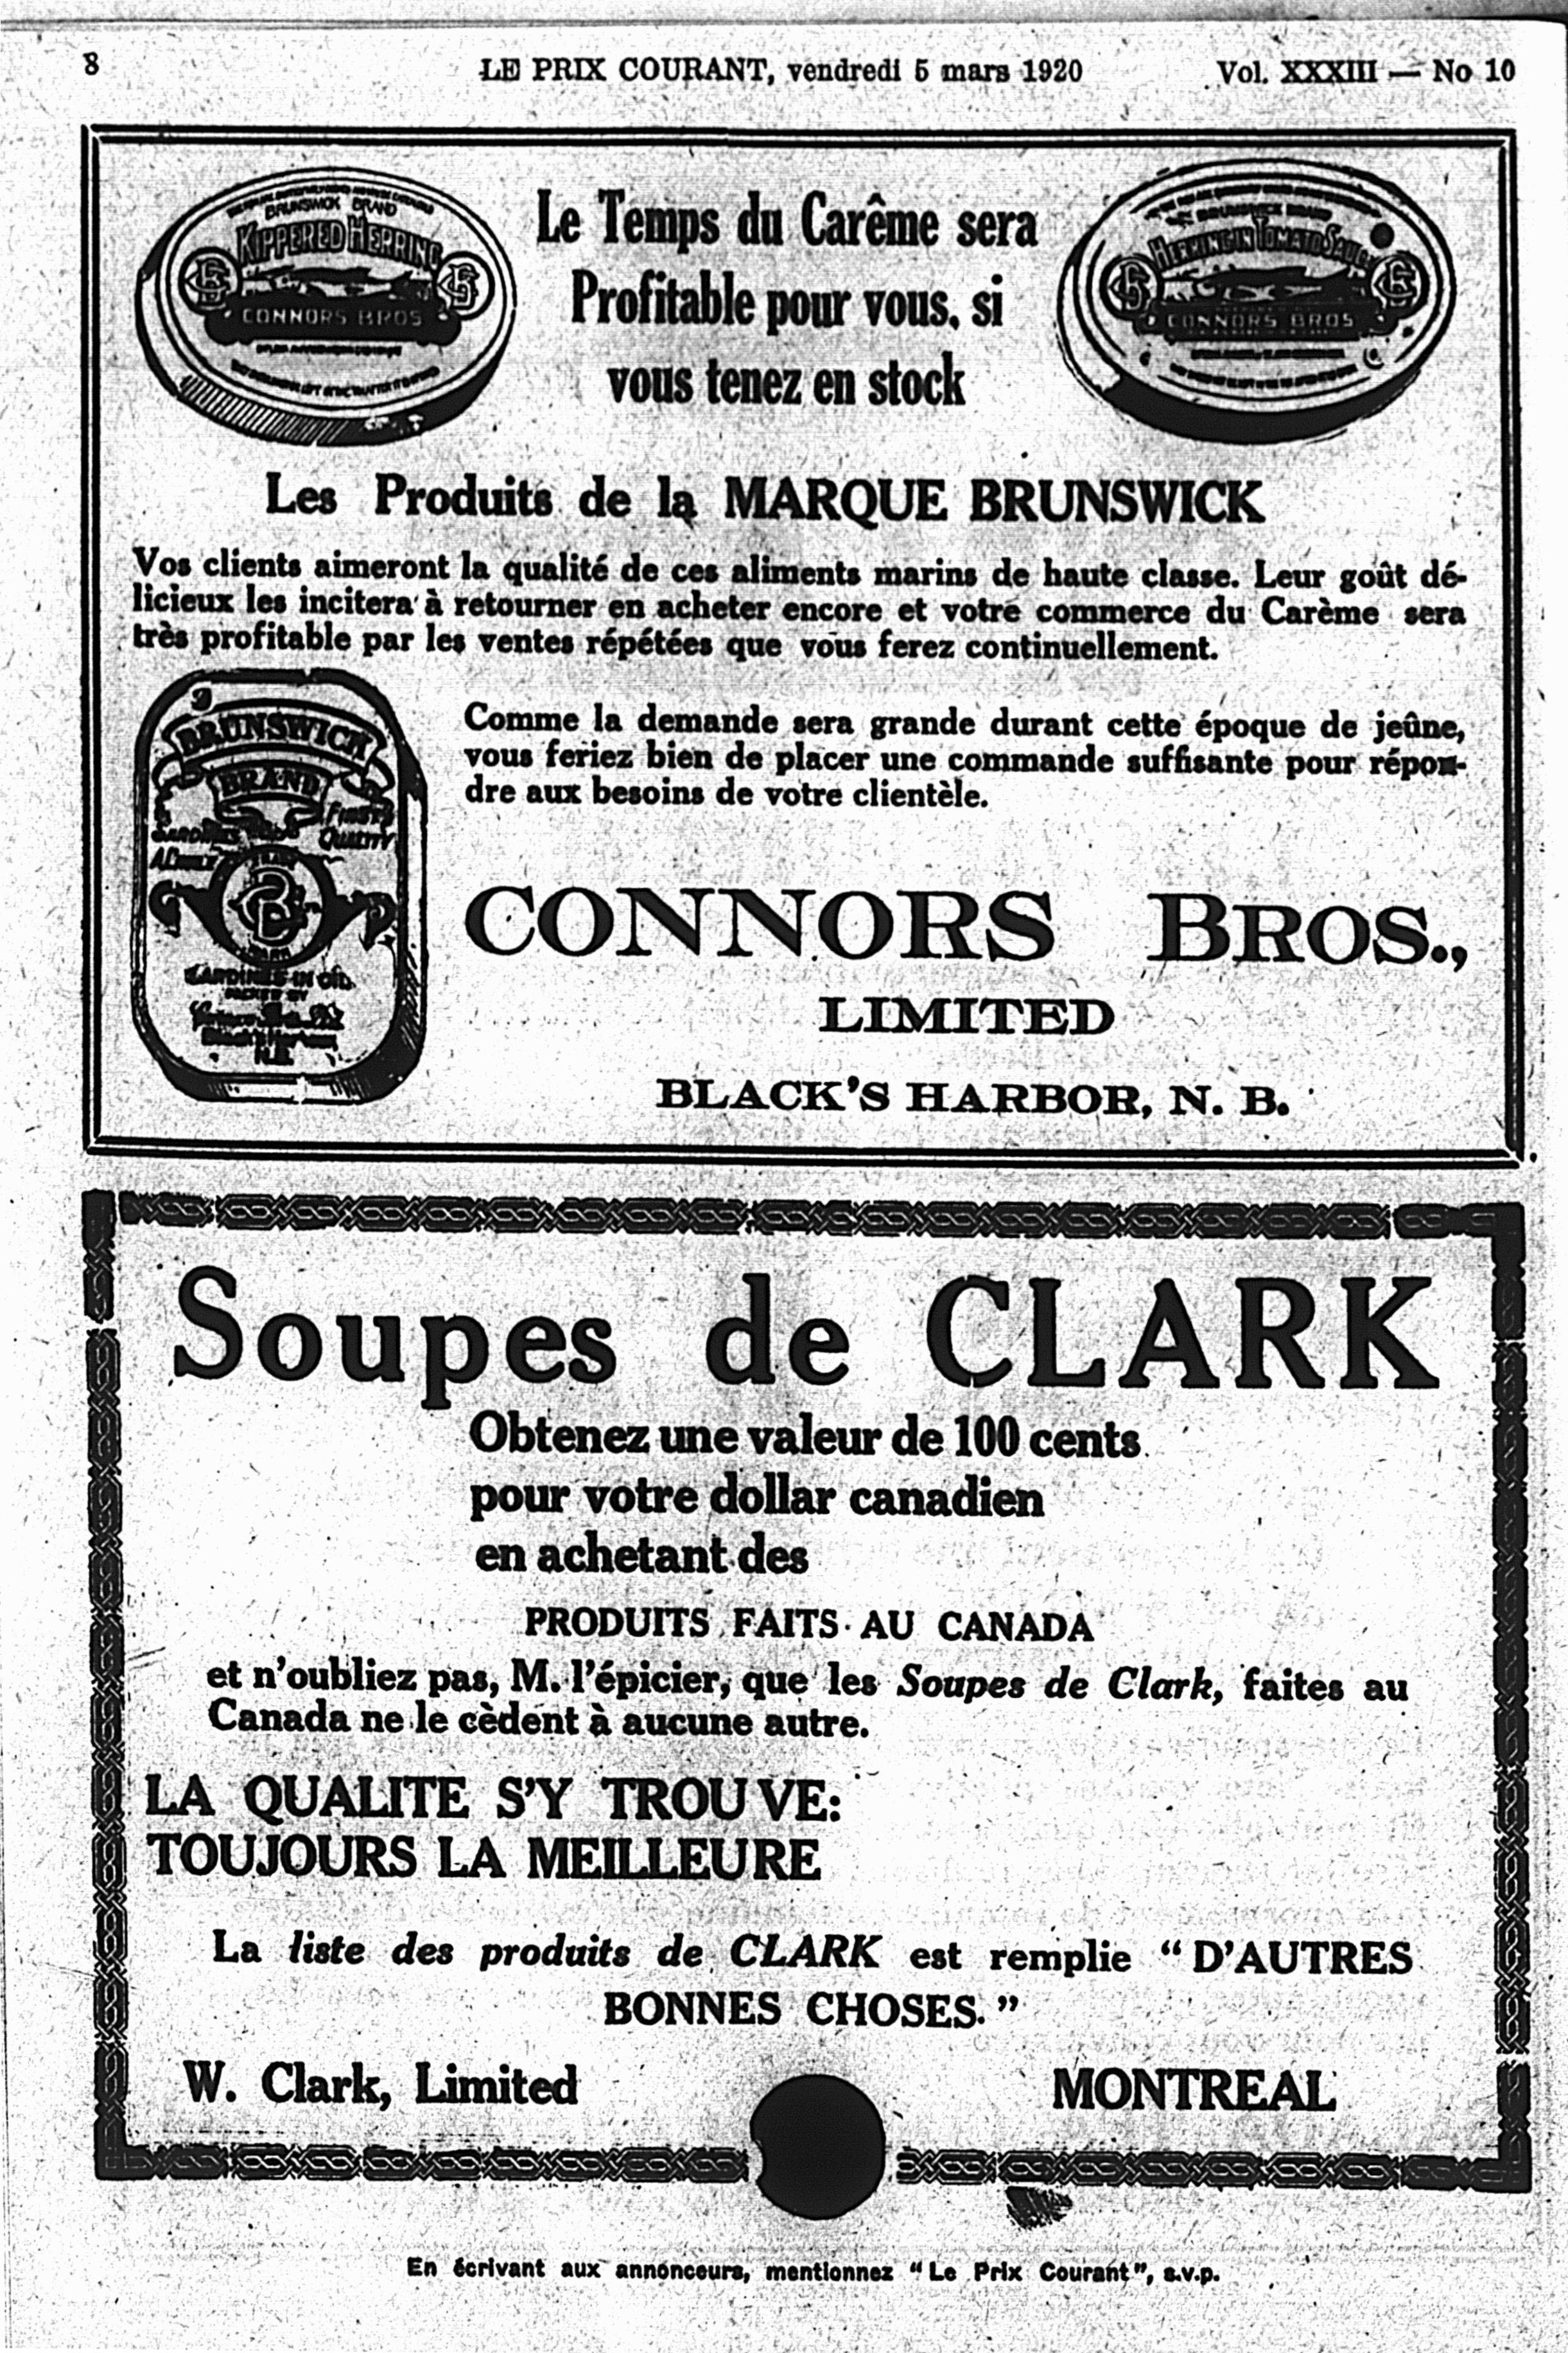 8 LE PRIX COURANT, vendredi 5 mars 1920 Vol. XXXIII — No 10
BRUNSWICK BRAND
KIPPERED HERRING
CONNORS BROS
Le Temps du Carême sera
Profitable pour vous, si
vous tenez en stock
BRUNSWICK BRAND
HERRING IN TOMATO SAUCE
CONNORS BROS
Les Produits de la MARQUE BRUNSWICK
Vos clients aimeront la qualité de ces aliments marins de haute classe. Leur goût dé-
licieux les incitera à retourner en acheter encore et votre commerce du Carème sera
très profitable par les ventes répétées que vous ferez continuellement.
BRUNSWICK
BRAND
FINEST
QUALITY
SARDINES
SARDINES IN OIL
PACKED BY
N.B.
Comme la demande sera grande durant cette époque de jeûne,
vous feriez bien de placer une commande suffisante pour répon-
dre aux besoins de votre clientèle.
CONNORS BROS.,
LIMITED
BLACK'S HARBOR, N. B.
Soupes de CLARK
Obtenez une valeur de 100 cents
pour votre dollar canadien
en achetant des
PRODUITS FAITS AU CANADA
et n'oubliez pas, M. l'épicier, que les Soupes de Clark, faites au
Canada ne le cèdent à aucune autre.
LA QUALITE S'Y TROUVE:
TOUJOURS LA MEILLEURE
La liste des produits de CLARK est remplie “D'AUTRES
BONNES CHOSES.”
W. Clark, Limited MONTREAL
En écrivant aux annonceurs, mentionnez “Le Prix Courant”, s.v.p.